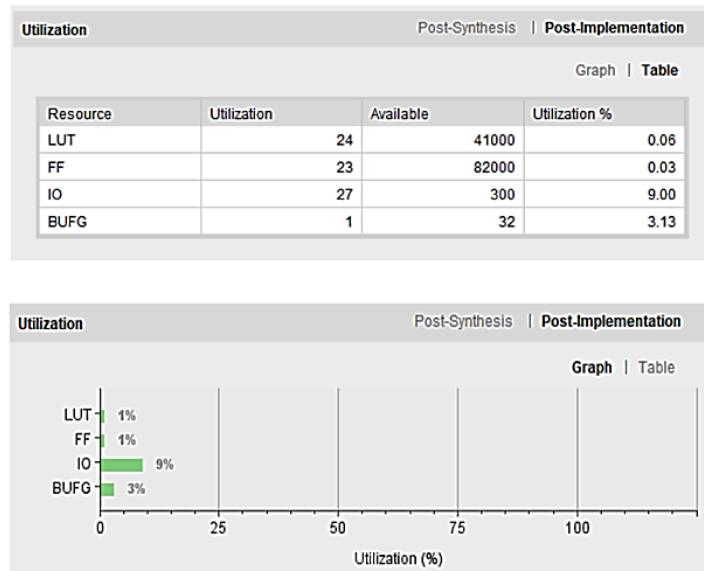 Utilization Post-Synthesis | Post-Implementation
Graph | Table
Resource Utilization Available Utilization %
LUT 24 41000 0.06
FF 23 82000 0.03
IO 27 300 9.00
BUFG 1 32 3.13
Utilization Post-Synthesis | Post-Implementation
Graph | Table
LUT 1%
FF 1%
IO 9%
BUFG 3%
0 25 50 75 100
Utilization (%)